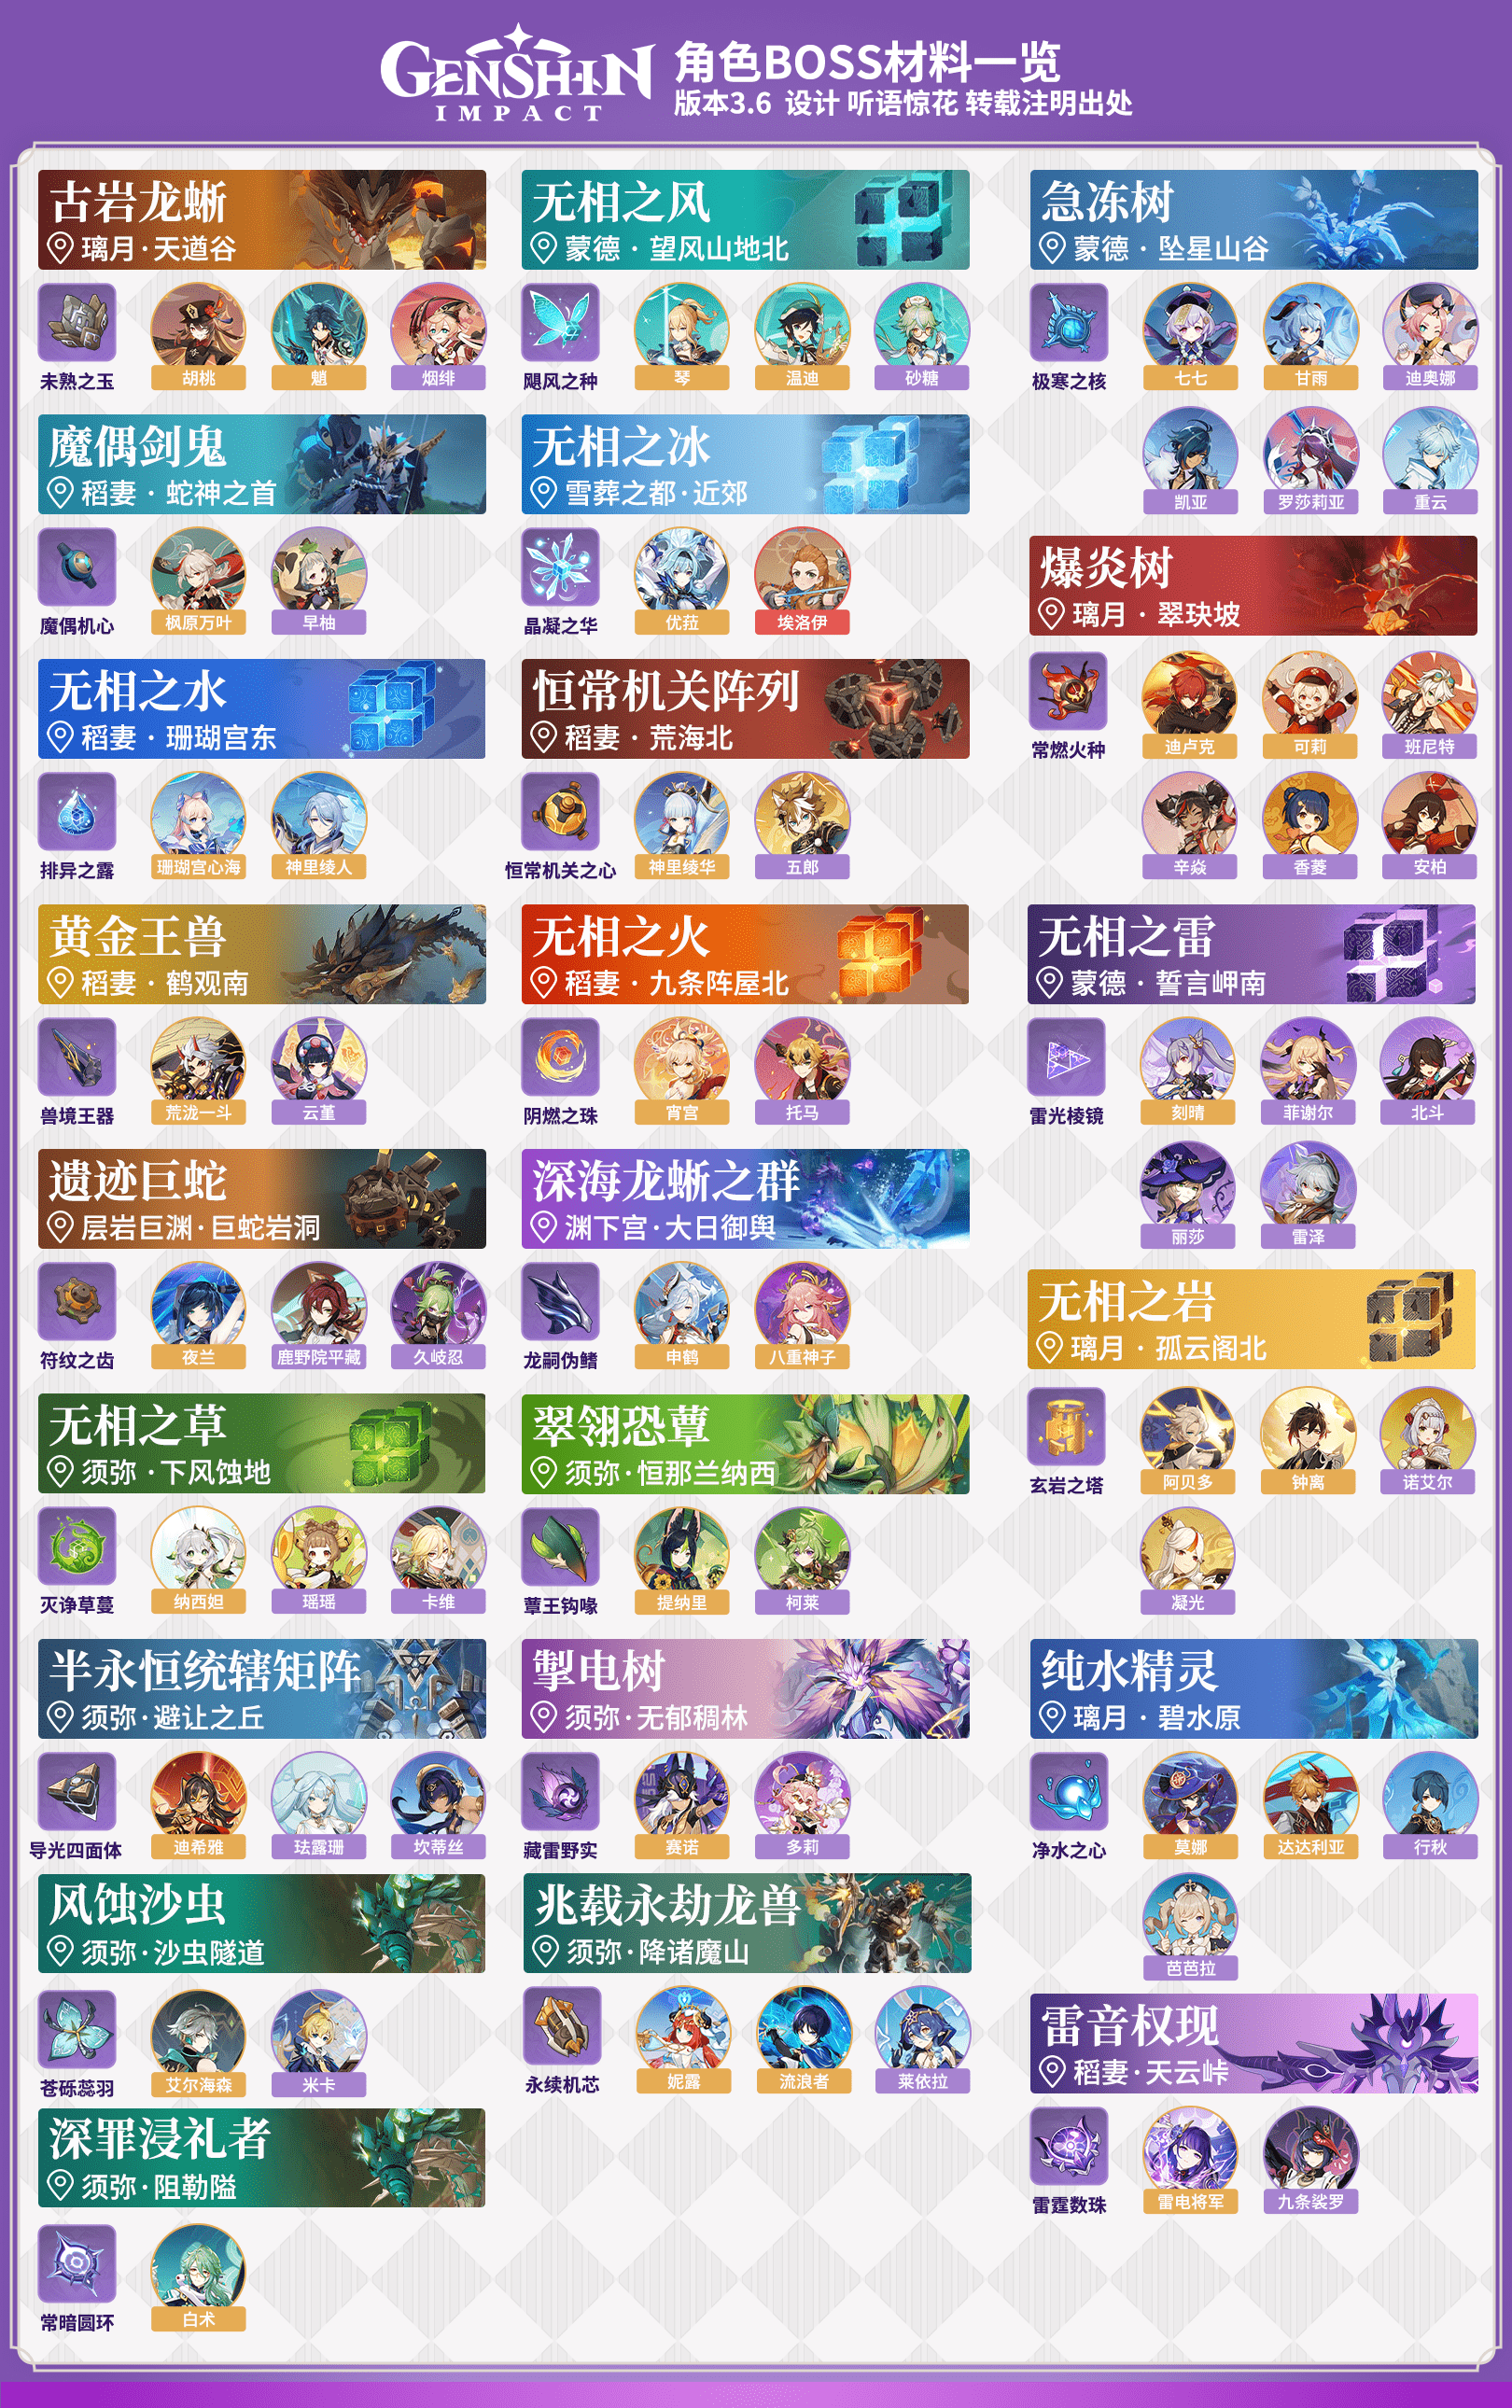 GENSHIN
IMPACT
角色BOSS材料一览
版本3.6 设计 听语惊花 转载注明出处
古岩龙蜥
璃月·天遒谷
未熟之玉
胡桃
魈
烟绯
魔偶剑鬼
稻妻·蛇神之首
魔偶机心
枫原万叶
早柚
无相之水
稻妻·珊瑚宫东
排异之露
珊瑚宫心海
神里绫人
黄金王兽
稻妻·鹤观南
兽境王器
荒泷一斗
云堇
遗迹巨蛇
层岩巨渊·巨蛇岩洞
符纹之齿
夜兰
鹿野院平藏
久岐忍
无相之草
须弥·下风蚀地
灭诤草蔓
纳西妲
瑶瑶
卡维
半永恒统辖矩阵
须弥·避让之丘
导光四面体
迪希雅
珐露珊
坎蒂丝
风蚀沙虫
须弥·沙虫隧道
苍砾蕊羽
艾尔海森
米卡
深罪浸礼者
须弥·阻勒隘
常暗圆环
白术
无相之风
蒙德·望风山地北
飓风之种
琴
温迪
砂糖
无相之冰
雪葬之都·近郊
晶凝之华
优菈
埃洛伊
恒常机关阵列
稻妻·荒海北
恒常机关之心
神里绫华
五郎
无相之火
稻妻·九条阵屋北
阴燃之珠
宵宫
托马
深海龙蜥之群
渊下宫·大日御舆
龙嗣伪鳍
申鹤
八重神子
翠翎恐蕈
须弥·恒那兰纳西
蕈王钩喙
提纳里
柯莱
掣电树
须弥·无郁稠林
藏雷野实
赛诺
多莉
兆载永劫龙兽
须弥·降诸魔山
永续机芯
妮露
流浪者
莱依拉
急冻树
蒙德·坠星山谷
极寒之核
七七
甘雨
迪奥娜
凯亚
罗莎莉亚
重云
爆炎树
璃月·翠玦坡
常燃火种
迪卢克
可莉
班尼特
辛焱
香菱
安柏
无相之雷
蒙德·誓言岬南
雷光棱镜
刻晴
菲谢尔
北斗
丽莎
雷泽
无相之岩
璃月·孤云阁北
玄岩之塔
阿贝多
钟离
诺艾尔
凝光
纯水精灵
璃月·碧水原
净水之心
莫娜
达达利亚
行秋
芭芭拉
雷音权现
稻妻·天云峠
雷霆数珠
雷电将军
九条裟罗